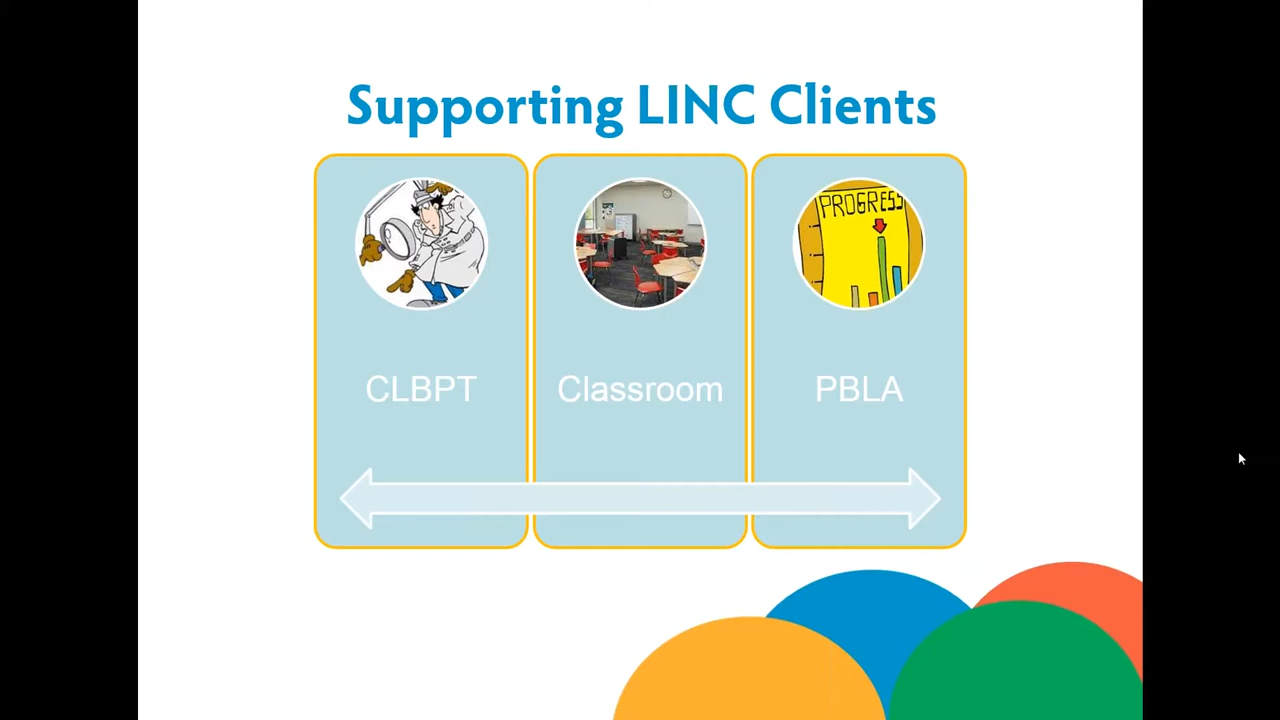 Supporting LINC Clients
PROGRESS
CLBPT
Classroom
PBLA